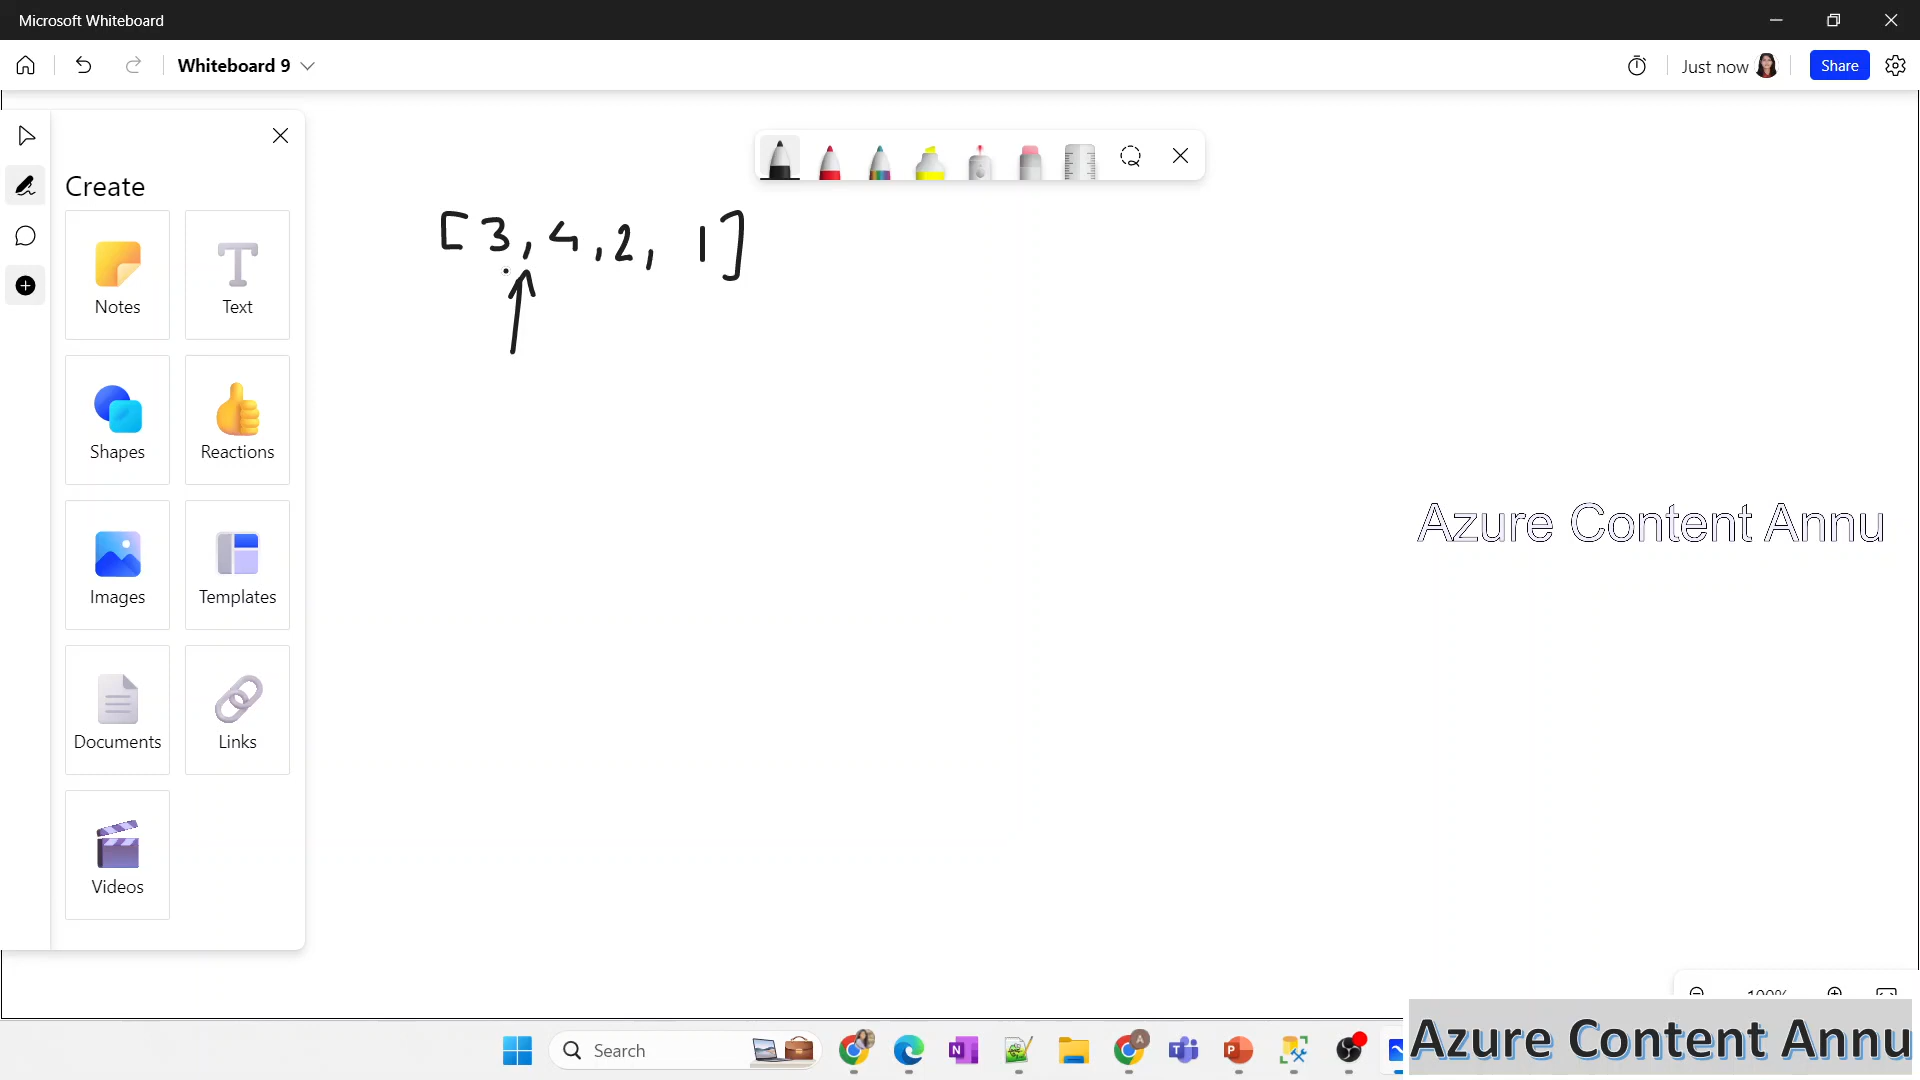 Microsoft Whiteboard
Whiteboard 9
Just now
Share
Create
[3, 4, 2, 1]
Notes
Text
Shapes
Reactions
Images
Templates
Documents
Links
Videos
Azure Content Annu
100%
Search
Azure Content Annu